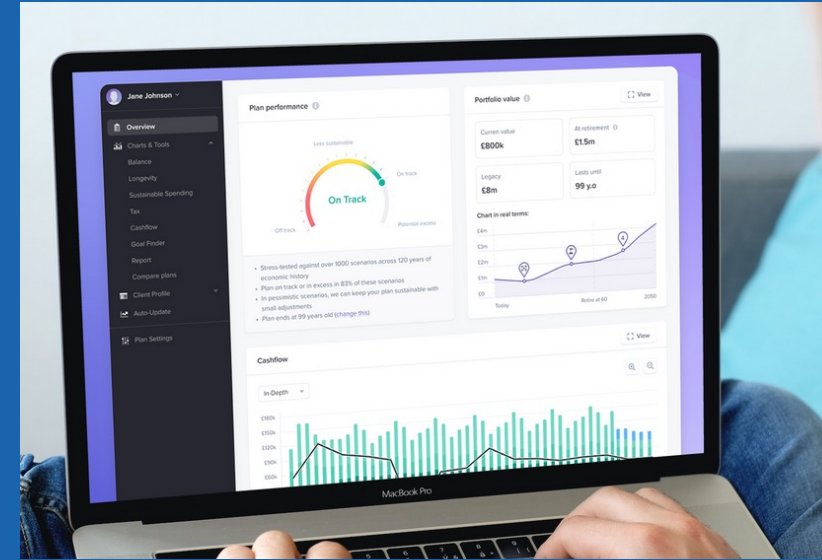 Jane Johnson
Overview
Charts & Tools
Balance
Longevity
Sustainable Spending
Tax
Cashflow
Goal Finder
Report
Compare plans
Client Profile
Auto-Update
Plan Settings
Plan performance
Less sustainable
On track
On Track
Off track
Potential excess
• Stress-tested against over 1000 scenarios across 120 years of
economic history
• Plan on track or in excess in 83% of these scenarios
• In pessimistic scenarios, we can keep your plan sustainable with
small adjustments
• Plan ends at 99 years old (change this)
Portfolio value
View
Current value
£800k
At retirement
£1.5m
Legacy
£8m
Lasts until
99 y.o
Chart in real terms:
£4m
£3m
£2m
£1m
£0
4
Today
Retire at 60
2050
Cashflow
View
In-Depth
£180k
£150k
£120k
£90k
£60k
MacBook Pro